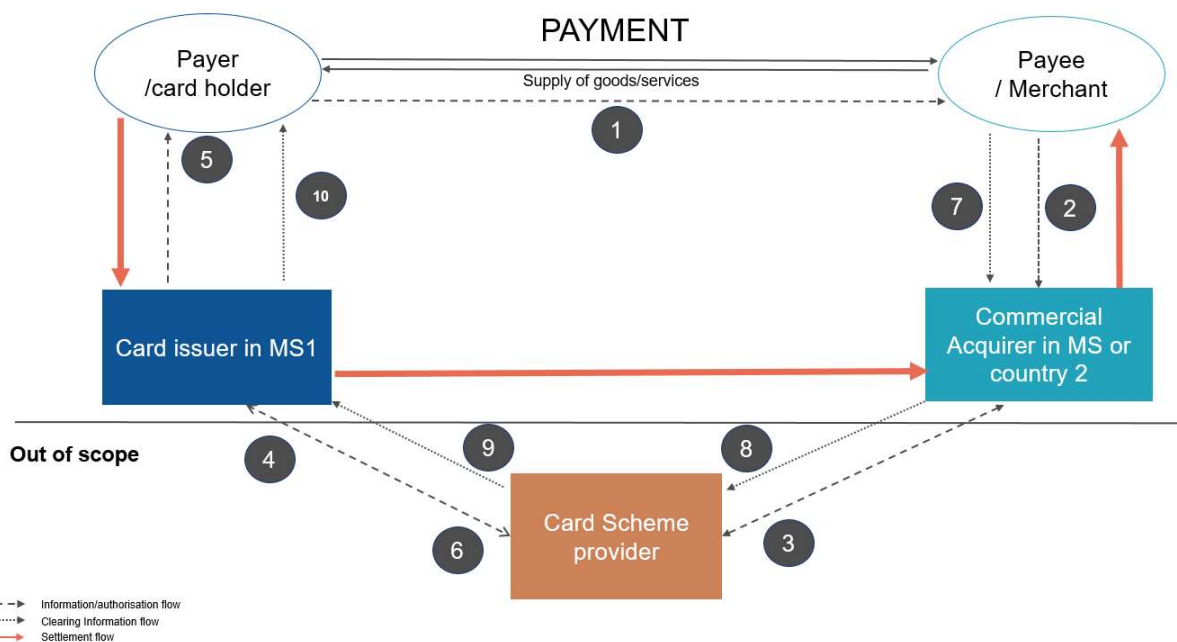 PAYMENT
Payer
/card holder
Payee
/ Merchant
Supply of goods/services
1
5
10
7
2
Card issuer in MS1
Commercial
Acquirer in MS or
country 2
Out of scope
4
9
8
Card Scheme
provider
6
3
Information/authorisation flow
Clearing Information flow
Settlement flow